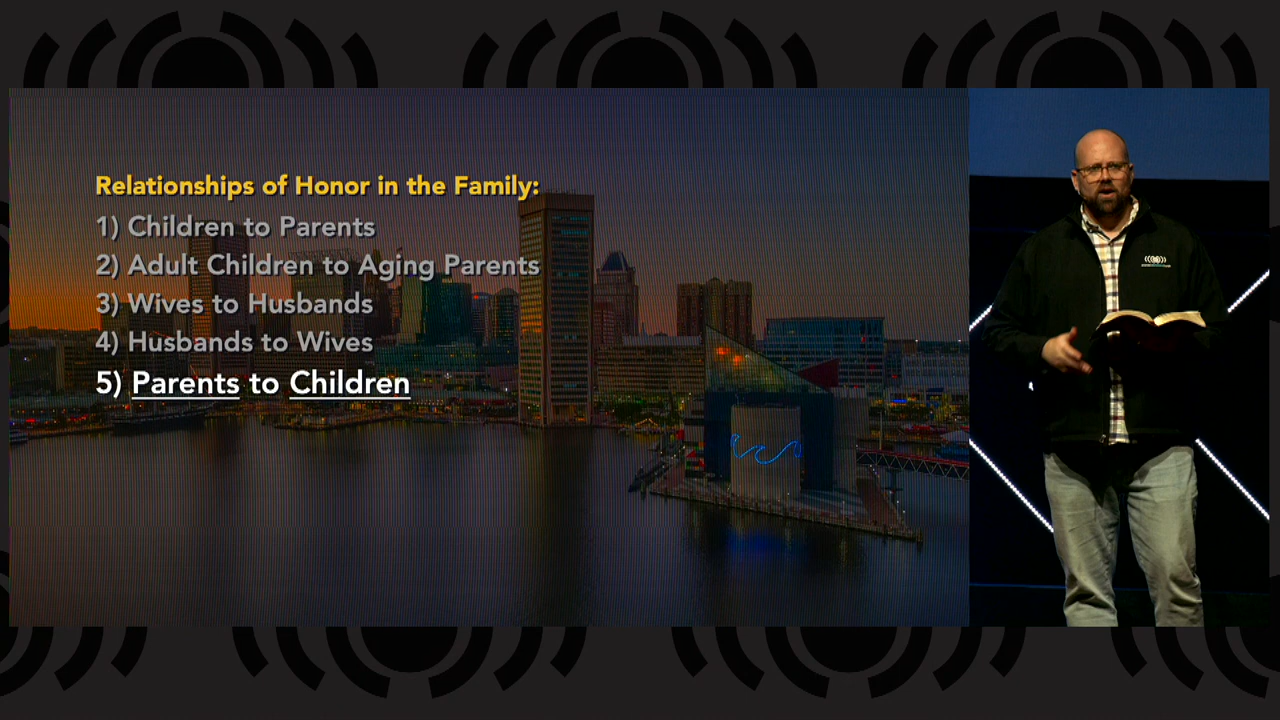 Relationships of Honor in the Family:
1) Children to Parents
2) Adult Children to Aging Parents
3) Wives to Husbands
4) Husbands to Wives
5) Parents to Children